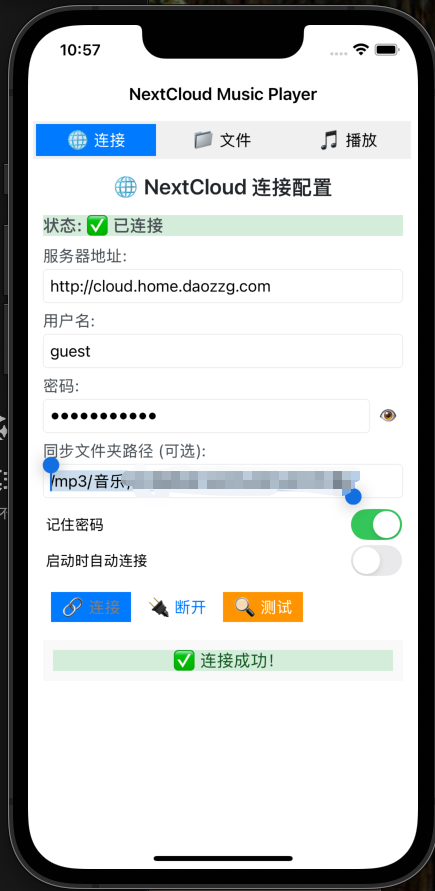 10:57
NextCloud Music Player
🌐 连接 📁 文件 🎵 播放
🌐 NextCloud 连接配置
状态: ✅ 已连接
服务器地址:
http://cloud.home.daozzg.com
用户名:
guest
密码:
●●●●●●●●●●●
同步文件夹路径 (可选):
/mp3/音乐
记住密码
启动时自动连接
🔗 连接 🔌 断开 🔍 测试
✅ 连接成功!